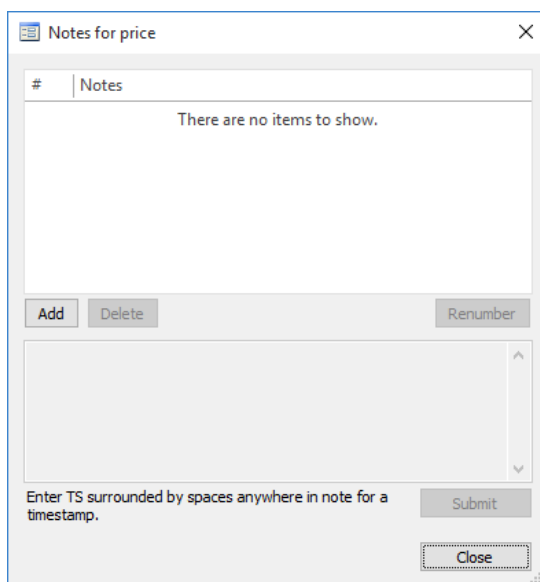 Notes for price
# Notes
There are no items to show.
Add Delete Renumber
Enter TS surrounded by spaces anywhere in note for a
timestamp.
Submit
Close